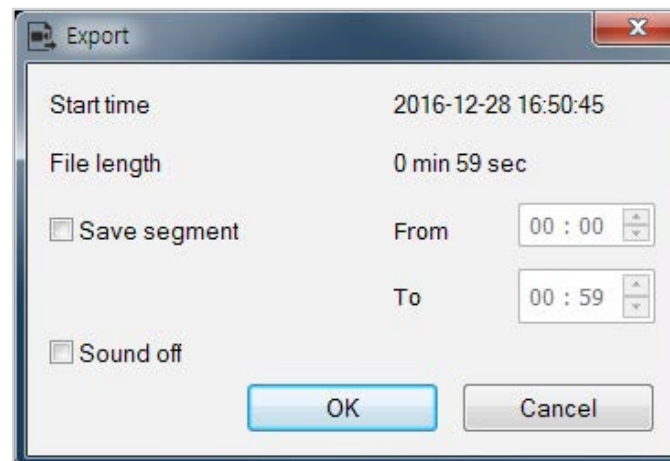 Export
Start time 2016-12-28 16:50:45
File length 0 min 59 sec
Save segment From 00 : 00
To 00 : 59
Sound off
OK Cancel